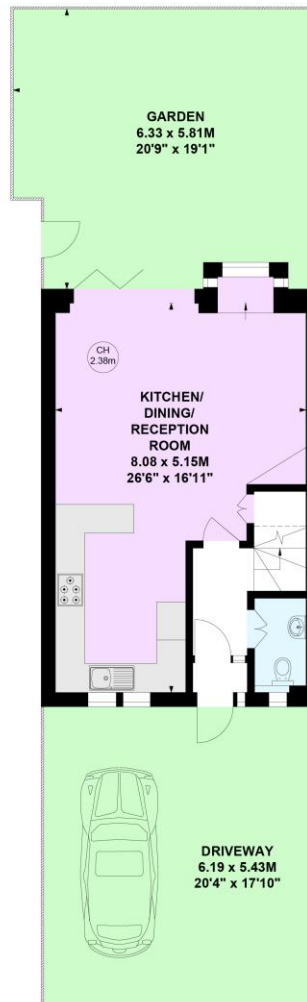 GARDEN
6.33 x 5.81M
20'9" x 19'1"
CH
2.38m
KITCHEN/
DINING/
RECEPTION
ROOM
8.08 x 5.15M
26'6" x 16'11"
DRIVEWAY
6.19 x 5.43M
20'4" x 17'10"